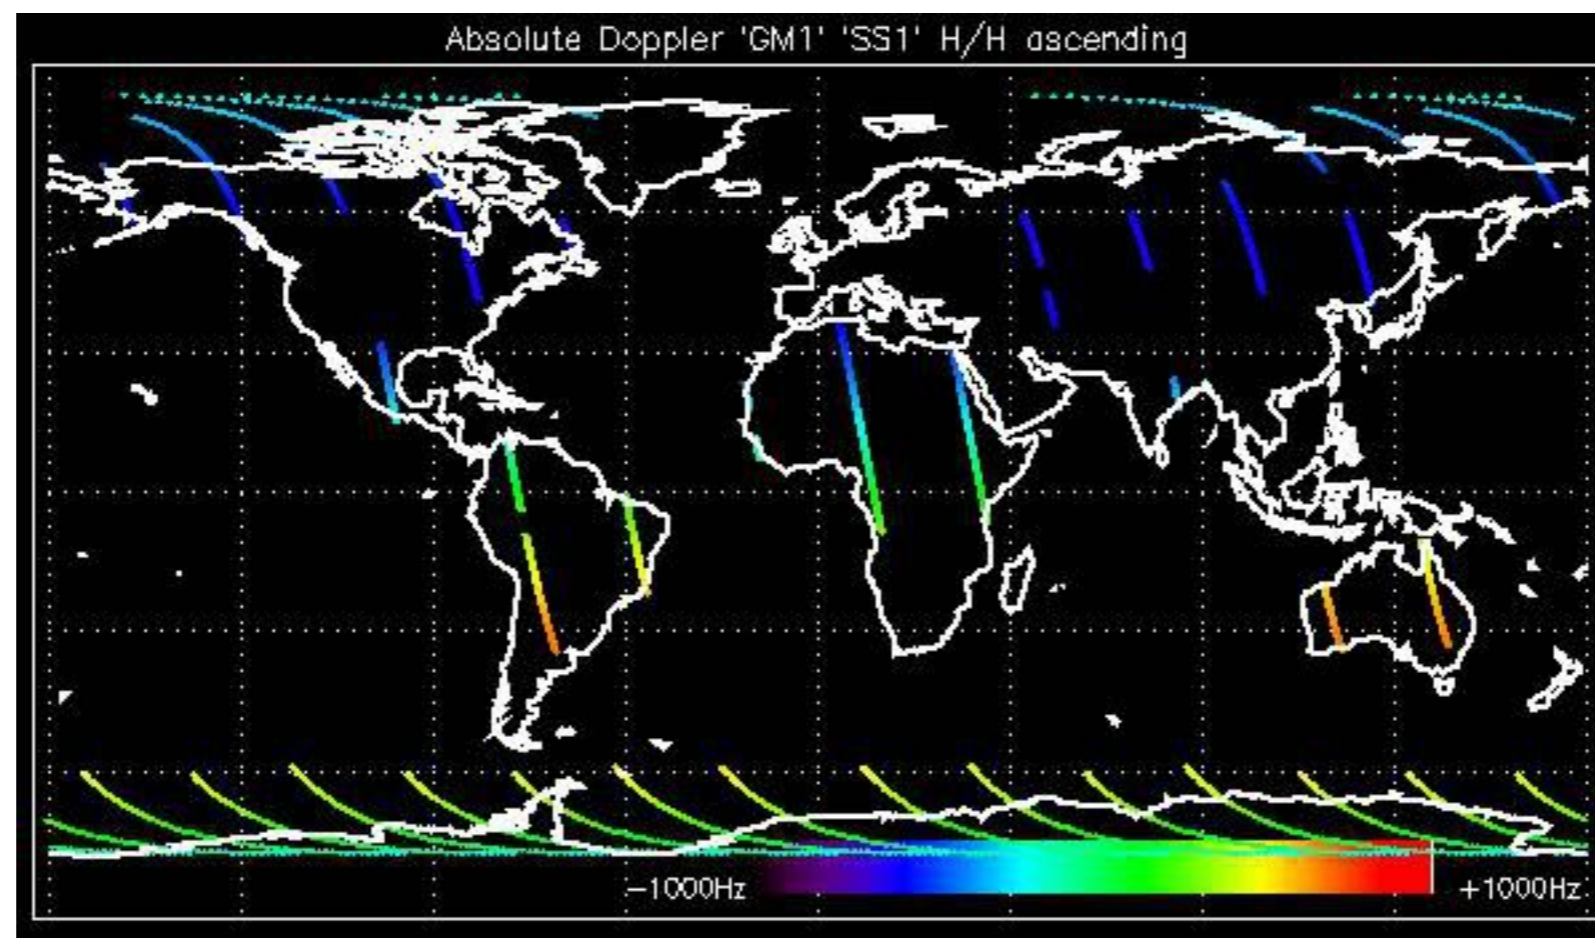 Absolute Doppler 'GM1' 'SS1' H/H ascending
−1000Hz
+1000Hz